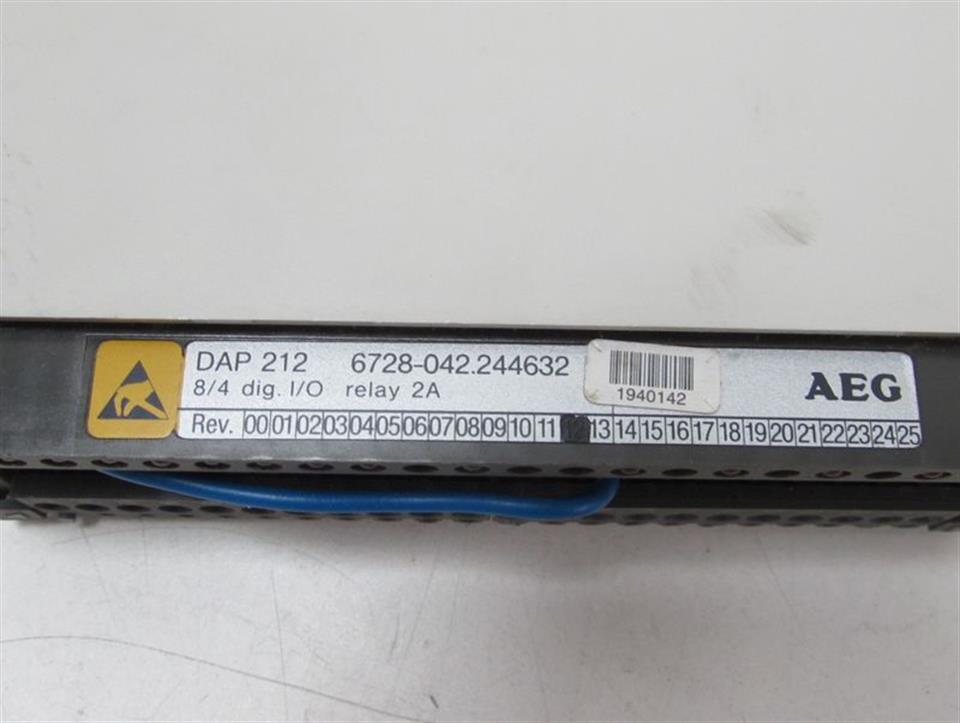 DAP 212 6728-042.244632
8/4 dig. I/O relay 2A
1940142
AEG
Rev. 00 01 02 03 04 05 06 07 08 09 10 11 12 13 14 15 16 17 18 19 20 21 22 23 24 25